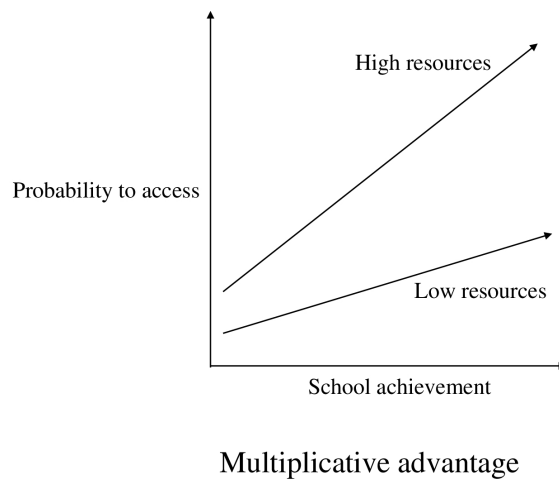 High resources
Probability to access
Low resources
School achievement
Multiplicative advantage